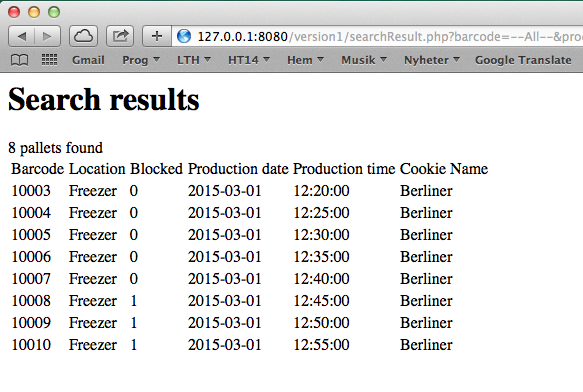 127.0.0.1:8080/version1/searchResult.php?barcode=--All--&pro
Gmail Prog LTH HT14 Hem Musik Nyheter Google Translate
Search results
8 pallets found
Barcode Location Blocked Production date Production time Cookie Name
10003 Freezer 0 2015-03-01 12:20:00 Berliner
10004 Freezer 0 2015-03-01 12:25:00 Berliner
10005 Freezer 0 2015-03-01 12:30:00 Berliner
10006 Freezer 0 2015-03-01 12:35:00 Berliner
10007 Freezer 0 2015-03-01 12:40:00 Berliner
10008 Freezer 1 2015-03-01 12:45:00 Berliner
10009 Freezer 1 2015-03-01 12:50:00 Berliner
10010 Freezer 1 2015-03-01 12:55:00 Berliner